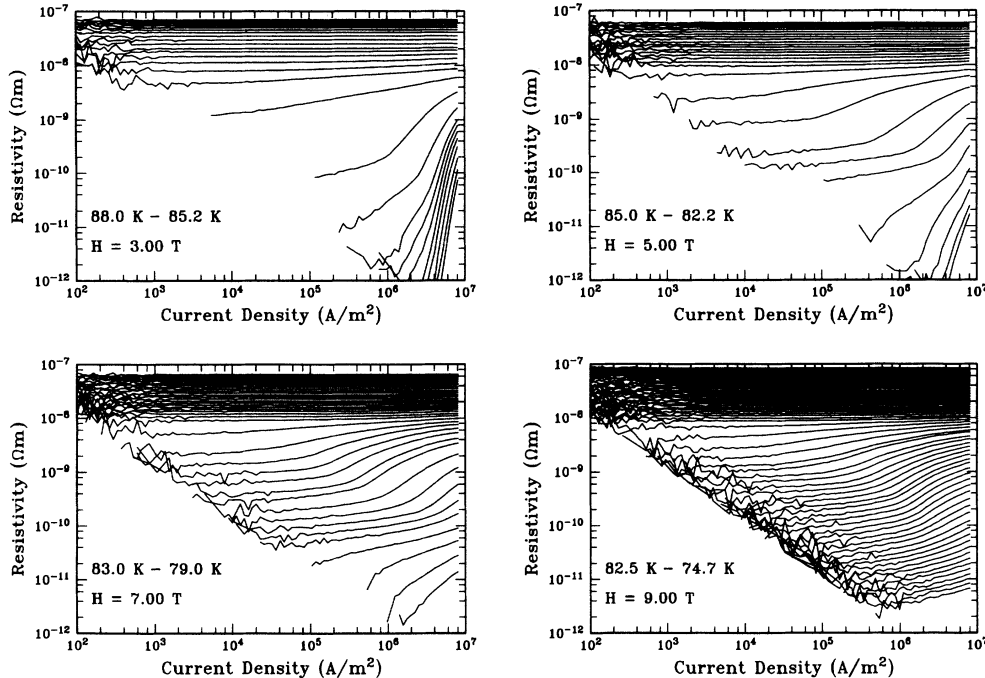 10⁻⁷
10⁻⁸
10⁻⁹
10⁻¹⁰
10⁻¹¹
10⁻¹²
Resistivity (Ωm)
88.0 K – 85.2 K
H = 3.00 T
10² 10³ 10⁴ 10⁵ 10⁶ 10⁷
Current Density (A/m²)
10⁻⁷
10⁻⁸
10⁻⁹
10⁻¹⁰
10⁻¹¹
10⁻¹²
Resistivity (Ωm)
85.0 K – 82.2 K
H = 5.00 T
10² 10³ 10⁴ 10⁵ 10⁶ 10⁷
Current Density (A/m²)
10⁻⁷
10⁻⁸
10⁻⁹
10⁻¹⁰
10⁻¹¹
10⁻¹²
Resistivity (Ωm)
83.0 K – 79.0 K
H = 7.00 T
10² 10³ 10⁴ 10⁵ 10⁶ 10⁷
Current Density (A/m²)
10⁻⁷
10⁻⁸
10⁻⁹
10⁻¹⁰
10⁻¹¹
10⁻¹²
Resistivity (Ωm)
82.5 K – 74.7 K
H = 9.00 T
10² 10³ 10⁴ 10⁵ 10⁶ 10⁷
Current Density (A/m²)